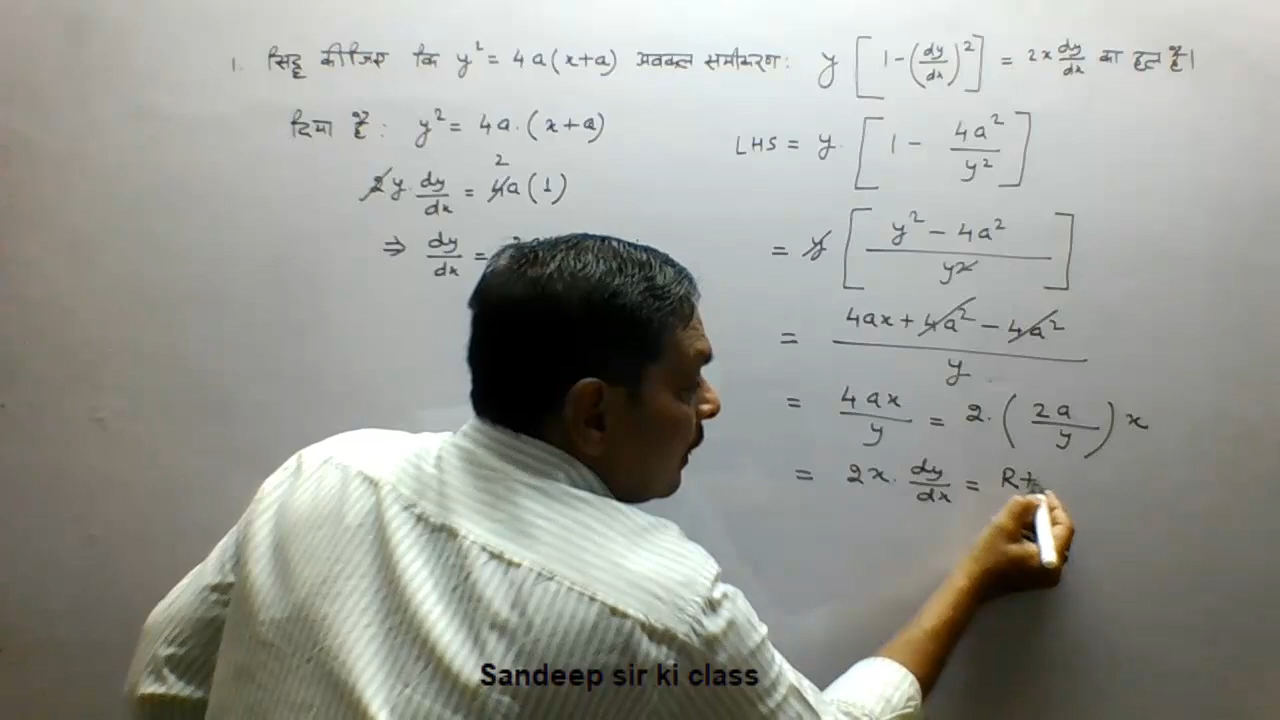 1. सिद्ध कीजिए कि y² = 4a(x+a) अवकल समीकरण: y [1-(dy/dx)²] = 2x dy/dx का हल है।
दिया है: y² = 4a.(x+a)
2y.dy/dx = 4a(1)
2
⇒ dy/dx =
LHS = y. [1 - 4a²/y²]
= y [y² - 4a²/y²]
= 4ax + 4a² - 4a²/y
= 4ax/y = 2.(2a/y)x
= 2x.dy/dx = R
Sandeep sir ki class